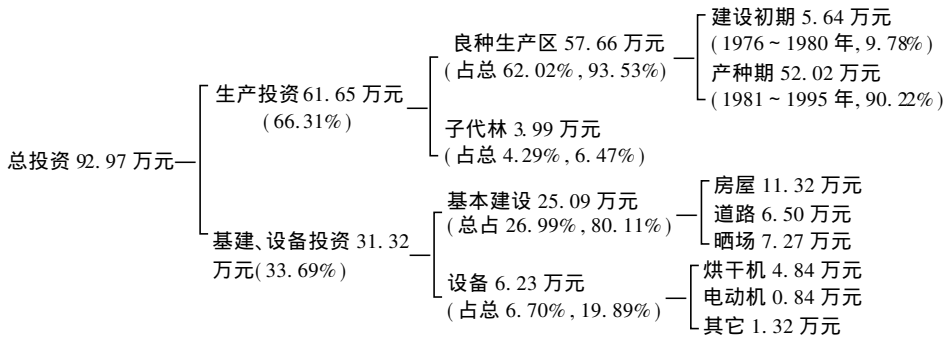 总投资 92.97 万元
生产投资 61.65 万元
(66.31%)
良种生产区 57.66 万元
(占总 62.02%, 93.53%)
建设初期 5.64 万元
(1976~1980 年, 9.78%)
产种期 52.02 万元
(1981~1995 年, 90.22%)
子代林 3.99 万元
(占总 4.29%, 6.47%)
基建、设备投资 31.32
万元(33.69%)
基本建设 25.09 万元
(总占 26.99%, 80.11%)
房屋 11.32 万元
道路 6.50 万元
晒场 7.27 万元
设备 6.23 万元
(占总 6.70%, 19.89%)
烘干机 4.84 万元
电动机 0.84 万元
其它 1.32 万元